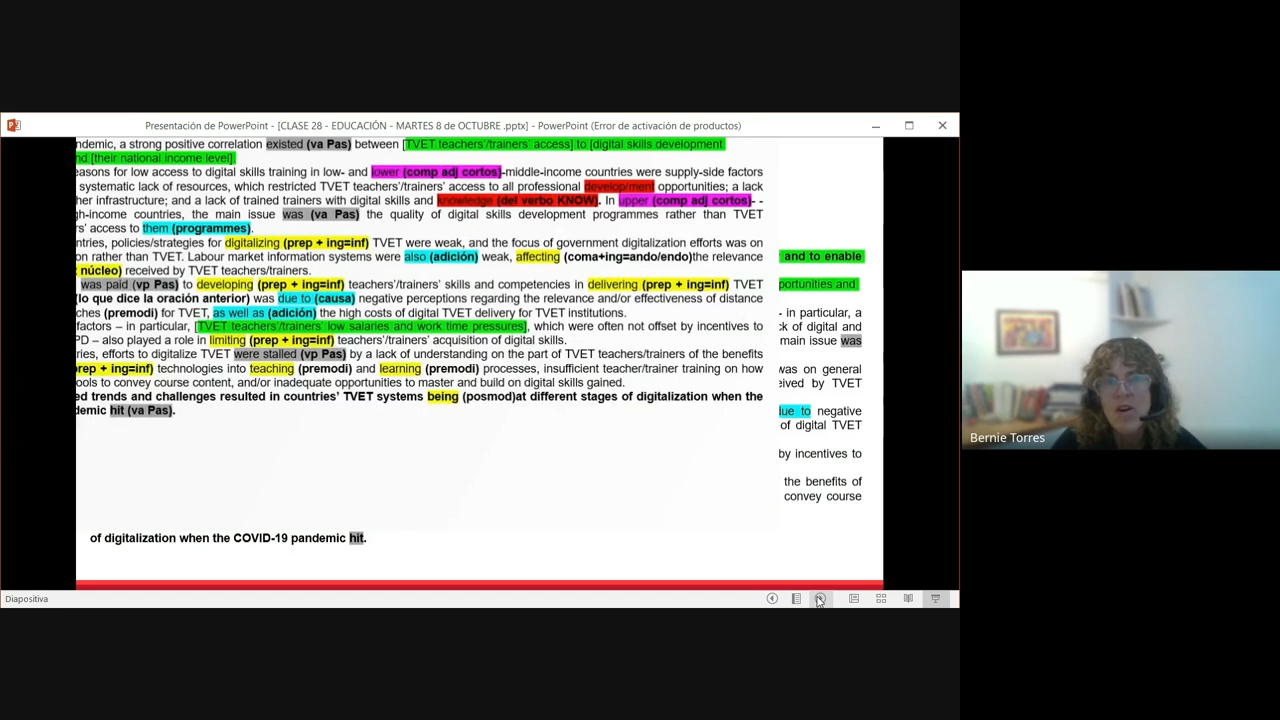 Presentación de PowerPoint - [CLASE 28 - EDUCACIÓN - MARTES 8 de OCTUBRE .pptx] - PowerPoint (Error de activación de productos)
ndemic, a strong positive correlation existed (va Pas) between [TVET teachers'/trainers' access] to [digital skills development
nd [their national income level].
easons for low access to digital skills training in low- and lower (comp adj cortos)-middle-income countries were supply-side factors
systematic lack of resources, which restricted TVET teachers'/trainers' access to all professional develop/ment opportunities; a lack
her infrastructure; and a lack of trained trainers with digital skills and knowledge (del verbo KNOW). In upper (comp adj cortos)- -
gh-income countries, the main issue was (va Pas) the quality of digital skills development programmes rather than TVET
rs' access to them (programmes).
ntries, policies/strategies for digitalizing (prep + ing=inf) TVET were weak, and the focus of government digitalization efforts was on
on rather than TVET. Labour market information systems were also (adición) weak, affecting (coma+ing=ando/endo)the relevance
t núcleo) received by TVET teachers/trainers.
was paid (vp Pas) to developing (prep + ing=inf) teachers'/trainers' skills and competencies in delivering (prep + ing=inf) TVET
(lo que dice la oración anterior) was due to (causa) negative perceptions regarding the relevance and/or effectiveness of distance
ches (premodi) for TVET, as well as (adición) the high costs of digital TVET delivery for TVET institutions.
factors – in particular, [TVET teachers'/trainers' low salaries and work time pressures], which were often not offset by incentives to
PD – also played a role in limiting (prep + ing=inf) teachers'/trainers' acquisition of digital skills.
ries, efforts to digitalize TVET were stalled (vp Pas) by a lack of understanding on the part of TVET teachers/trainers of the benefits
prep + ing=inf) technologies into teaching (premodi) and learning (premodi) processes, insufficient teacher/trainer training on how
ools to convey course content, and/or inadequate opportunities to master and build on digital skills gained.
ed trends and challenges resulted in countries' TVET systems being (posmod)at different stages of digitalization when the
demic hit (va Pas).
and to enable
portunities and
- in particular, a
ck of digital and
main issue was
was on general
eived by TVET
due to negative
of digital TVET
by incentives to
the benefits of
convey course
of digitalization when the COVID-19 pandemic hit.
Diapositiva
Bernie Torres